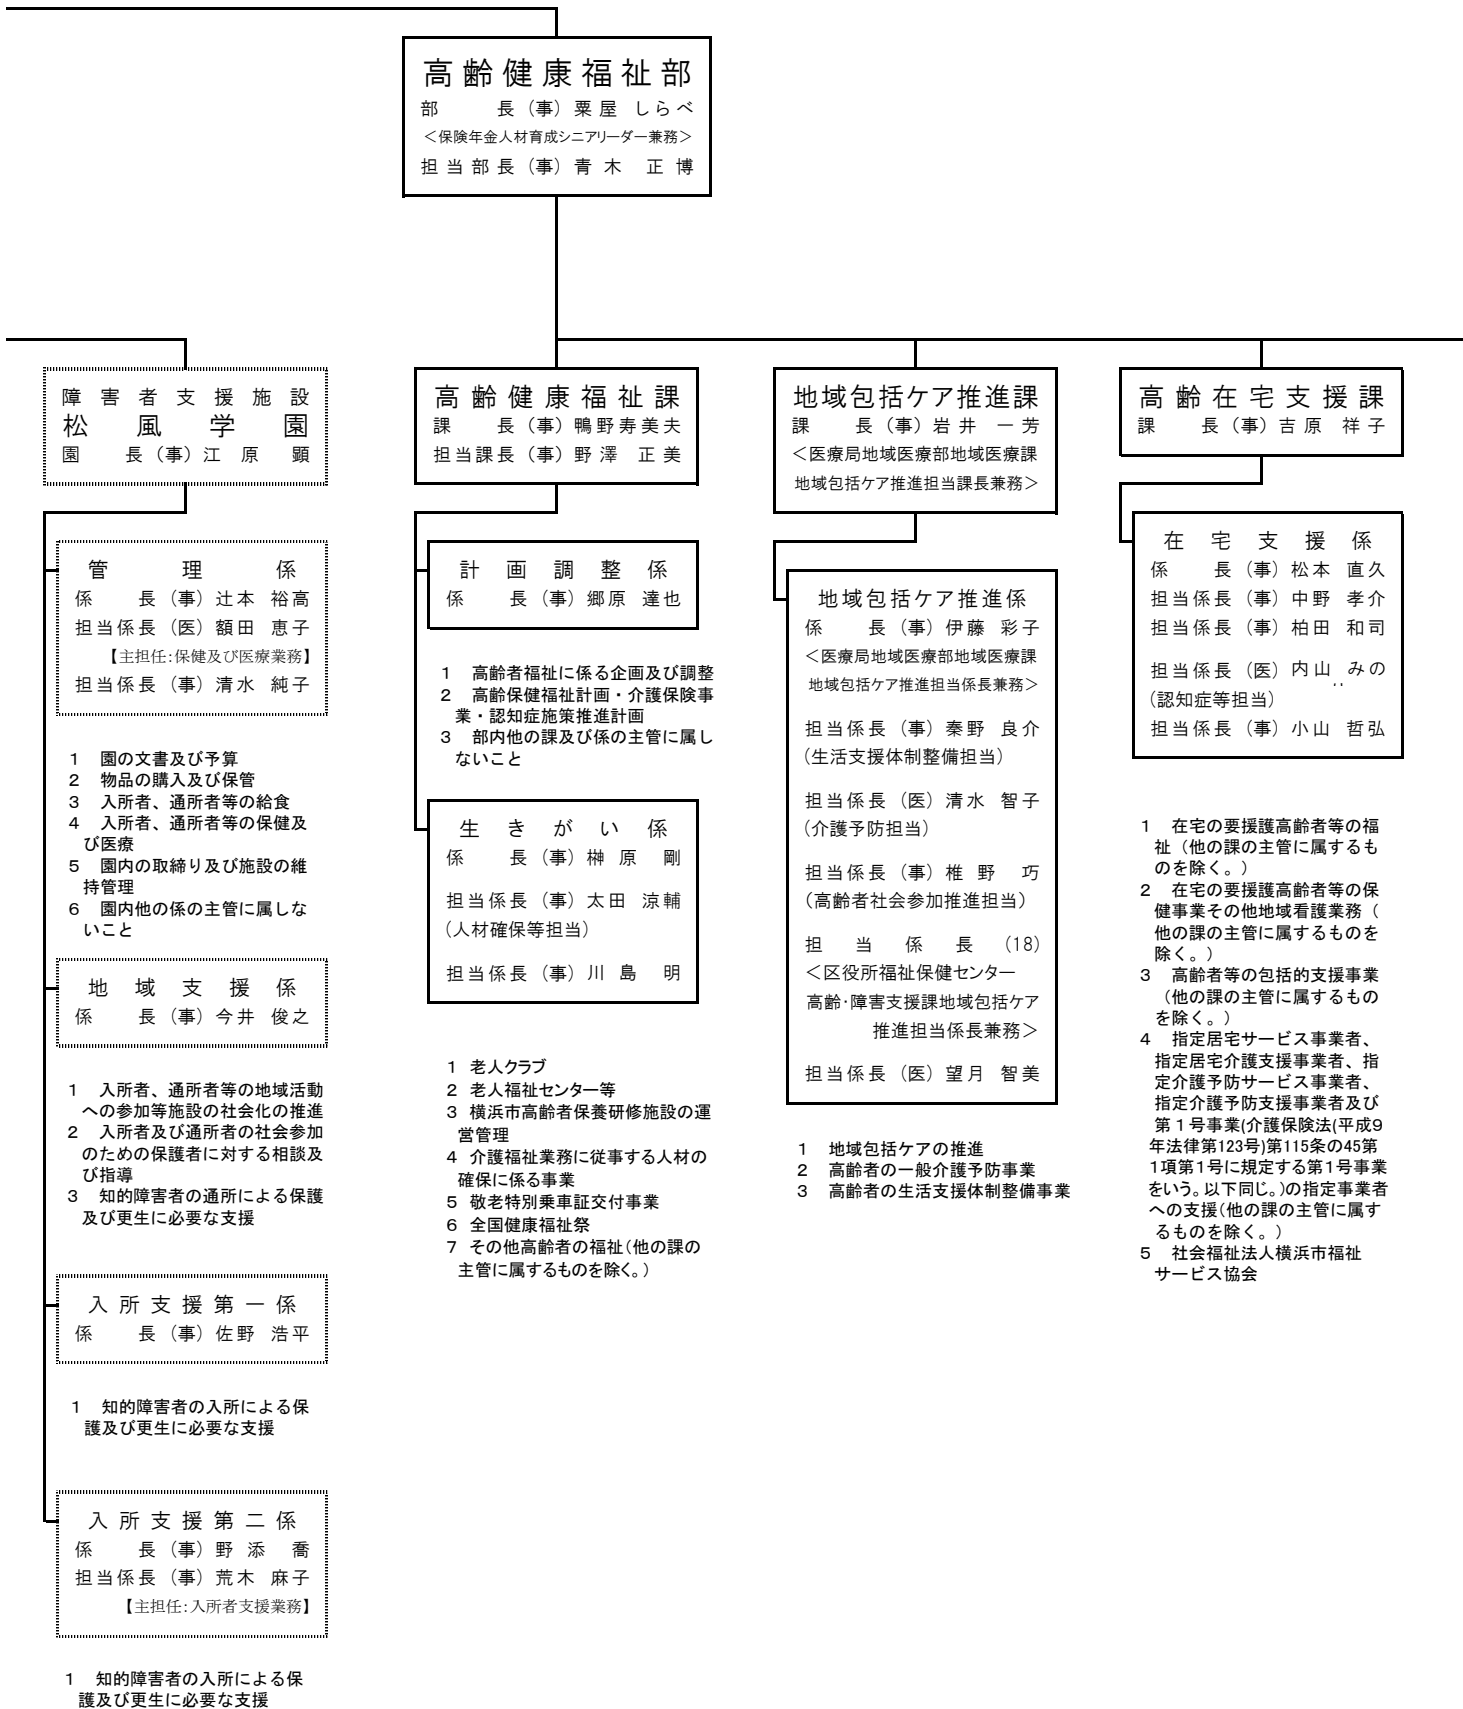 高齢健康福祉部
部　　　長（事）粟屋 しらべ
＜保険年金人材育成シニアリーダー兼務＞
担当部長（事）青木　正博
障害者支援施設
松風学園
園　　長（事）江原　顕
管理係
係　　長（事）辻本 裕高
担当係長（医）額田 恵子
【主担任：保健及び医療業務】
担当係長（事）清水 純子
1　園の文書及び予算
2　物品の購入及び保管
3　入所者、通所者等の給食
4　入所者、通所者等の保健及
び医療
5　園内の取締り及び施設の維
持管理
6　園内他の係の主管に属しな
いこと
地域支援係
係　　長（事）今井 俊之
1　入所者、通所者等の地域活動
への参加等施設の社会化の推進
2　入所者及び通所者の社会参加
のための保護者に対する相談及
び指導
3　知的障害者の通所による保護
及び更生に必要な支援
入所支援第一係
係　　長（事）佐野 浩平
1　知的障害者の入所による保
護及び更生に必要な支援
入所支援第二係
係　　長（事）野添　喬
担当係長（事）荒木 麻子
【主担任：入所者支援業務】
1　知的障害者の入所による保
護及び更生に必要な支援
高齢健康福祉課
課　　長（事）鴨野寿美夫
担当課長（事）野澤 正美
計画調整係
係　　長（事）郷原 達也
1　高齢者福祉に係る企画及び調整
2　高齢保健福祉計画・介護保険事
業・認知症施策推進計画
3　部内他の課及び係の主管に属し
ないこと
生きがい係
係　　長（事）榊原　剛
担当係長（事）太田 涼輔
（人材確保等担当）
担当係長（事）川島　明
1 老人クラブ
2 老人福祉センター等
3 横浜市高齢者保養研修施設の運
営管理
4 介護福祉業務に従事する人材の
確保に係る事業
5 敬老特別乗車証交付事業
6 全国健康福祉祭
7 その他高齢者の福祉（他の課の
主管に属するものを除く。）
地域包括ケア推進課
課　　長（事）岩井 一芳
＜医療局地域医療部地域医療課
地域包括ケア推進担当課長兼務＞
地域包括ケア推進係
係　　長（事）伊藤 彩子
＜医療局地域医療部地域医療課
地域包括ケア推進担当係長兼務＞
担当係長（事）秦野 良介
（生活支援体制整備担当）
担当係長（医）清水 智子
（介護予防担当）
担当係長（事）椎野　巧
（高齢者社会参加推進担当）
担当係長（18）
＜区役所福祉保健センター
高齢・障害支援課地域包括ケア
推進担当係長兼務＞
担当係長（医）望月 智美
1　地域包括ケアの推進
2　高齢者の一般介護予防事業
3　高齢者の生活支援体制整備事業
高齢在宅支援課
課　　長（事）吉原 祥子
在宅支援係
係　　長（事）松本 直久
担当係長（事）中野 孝介
担当係長（事）柏田 和司
担当係長（医）内山 みの
（認知症等担当）
担当係長（事）小山 哲弘
1　在宅の要援護高齢者等の福
祉（他の課の主管に属するも
のを除く。）
2　在宅の要援護高齢者等の保
健事業その他地域看護業務（
他の課の主管に属するものを
除く。）
3　高齢者等の包括的支援事業
（他の課の主管に属するもの
を除く。）
4　指定居宅サービス事業者、
指定居宅介護支援事業者、指
定介護予防サービス事業者、
指定介護予防支援事業者及び
第１号事業(介護保険法(平成９
年法律第123号)第115条の45第
1項第1号に規定する第1号事業
をいう。以下同じ。)の指定事業者
への支援（他の課の主管に属す
るものを除く。）
5　社会福祉法人横浜市福祉
サービス協会